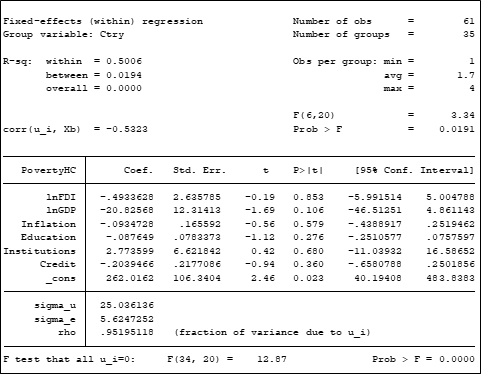 Fixed-effects (within) regression Number of obs = 61
Group variable: Ctry Number of groups = 35
R-sq: within = 0.5006 Obs per group: min = 1
between = 0.0194 avg = 1.7
overall = 0.0000 max = 4
F(6,20) = 3.34
corr(u_i, Xb) = -0.5323 Prob > F = 0.0191
PovertyHC Coef. Std. Err. t P>|t| [95% Conf. Interval]
lnFDI -.4933628 2.635785 -0.19 0.853 -5.991514 5.004788
lnGDP -20.82568 12.31413 -1.69 0.106 -46.51251 4.861143
Inflation -.0934728 .165592 -0.56 0.579 -.4388917 .2519462
Education -.087649 .0783373 -1.12 0.276 -.2510577 .0757597
Institutions 2.773599 6.621842 0.42 0.680 -11.03932 16.58652
Credit -.2039466 .2177086 -0.94 0.360 -.6580788 .2501856
_cons 262.0162 106.3404 2.46 0.023 40.19408 483.8383
sigma_u 25.036136
sigma_e 5.6247252
rho .95195118 (fraction of variance due to u_i)
F test that all u_i=0: F(34, 20) = 12.87 Prob > F = 0.0000